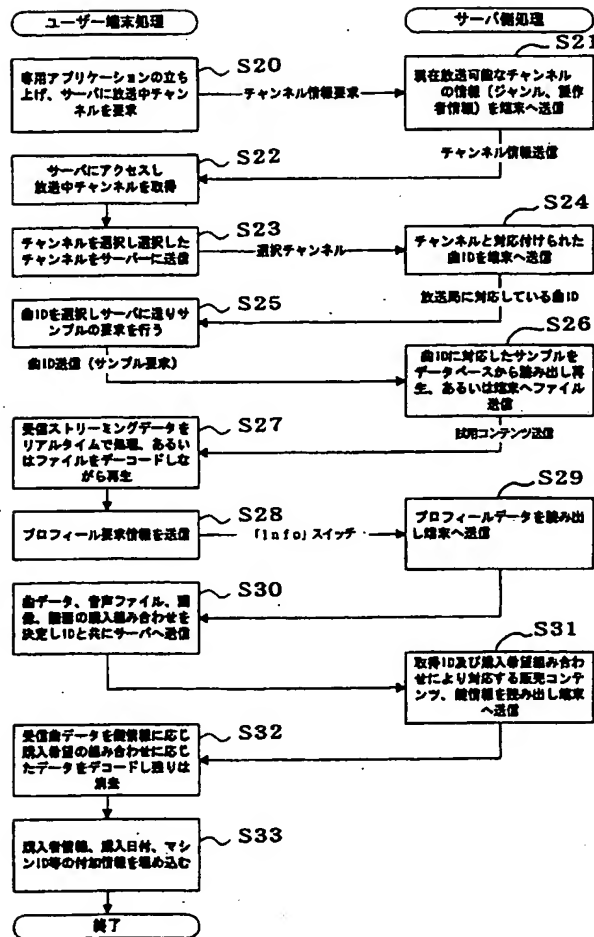 ユーザー端末処理
サーバ側処理
S20
専用アプリケーションの立ち
上げ、サーバに放送中チャン
ネルを要求
チャンネル情報要求
S21
現在放送可能なチャンネル
の情報（ジャンル、製作
者情報）を端末へ送信
チャンネル情報送信
S22
サーバにアクセスし
放送中チャンネルを取得
S23
チャンネルを選択し選択した
チャンネルをサーバーに送信
選択チャンネル
S24
チャンネルと対応付けられた
曲IDを端末へ送信
放送局に対応している曲ID
S25
曲IDを選択しサーバに送りサ
ンプルの要求を行う
曲ID送信（サンプル要求）
S26
曲IDに対応したサンプルを
データベースから読み出し再
生、あるいは端末へファイル
送信
試用コンテンツ送信
S27
受信ストリーミングデータを
リアルタイムで処理、あるい
はファイルをデーコードしな
がら再生
S28
プロフィール要求情報を送信
「info」スイッチ
S29
プロフィールデータを読み出
し端末へ送信
S30
曲データ、音声ファイル、画
像、の購入組み合わせを
決定しIDと共にサーバへ送信
S31
取得ID及び購入希望組み合わ
せにより対応する販売コンテ
ンツ、鍵情報を読み出し端末
へ送信
S32
受信曲データを鍵情報に応じ
購入希望の組み合わせに応じ
たデータをデコードし残りは
消去
S33
購入者情報、購入日付、マシ
ンID等の付加情報を埋め込む
終了